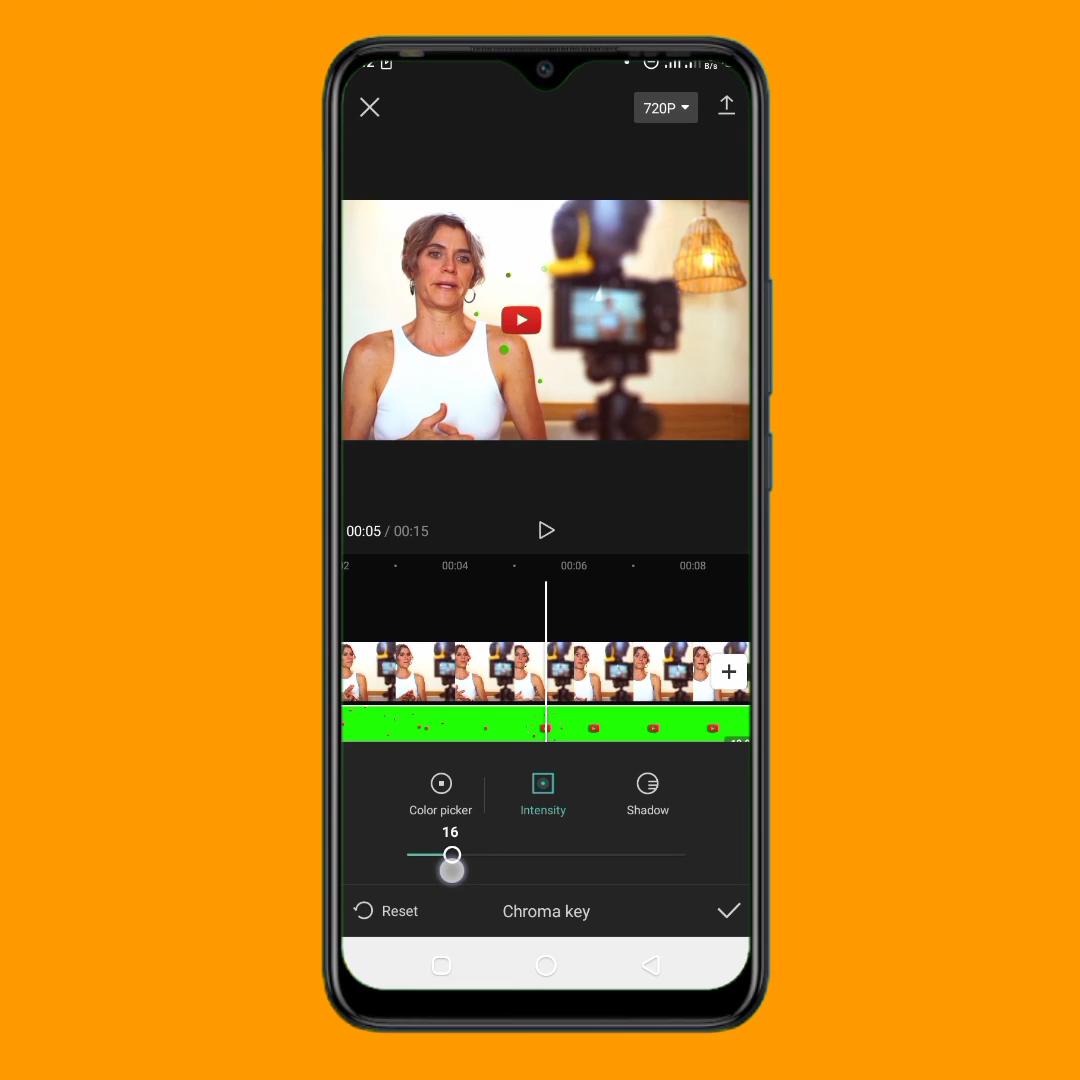 720P
00:05 / 00:15
00:04
00:06
00:08
Color picker
Intensity
Shadow
16
Reset
Chroma key